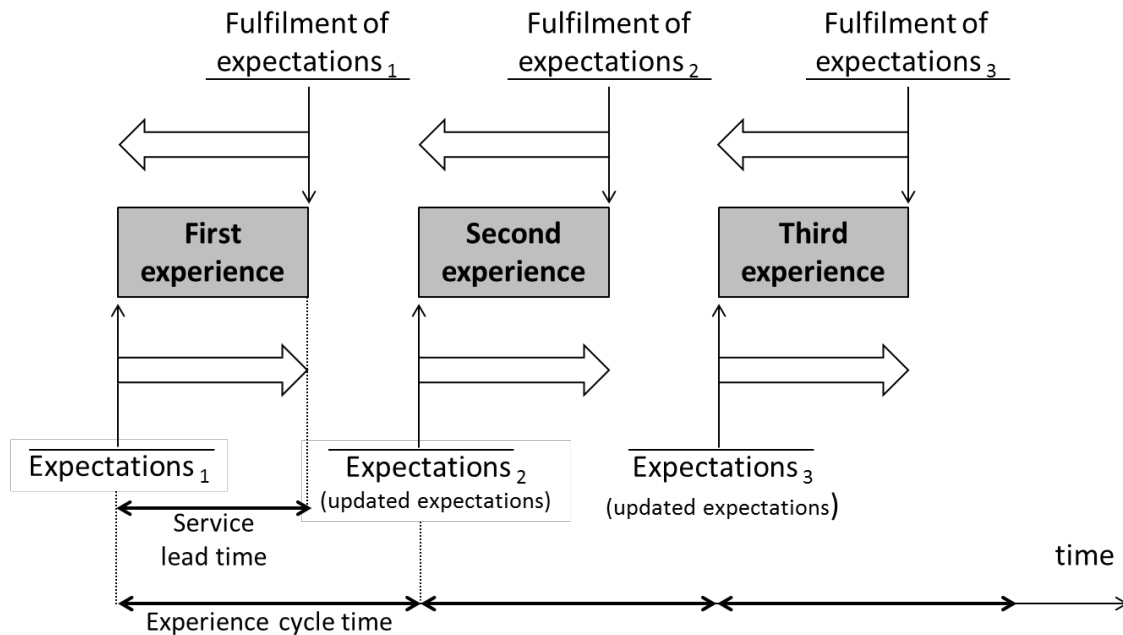 Fulfilment of
expectations 1
Fulfilment of
expectations 2
Fulfilment of
expectations 3
First
experience
Second
experience
Third
experience
Expectations 1
Expectations 2
(updated expectations)
Expectations 3
(updated expectations)
Service
lead time
time
Experience cycle time